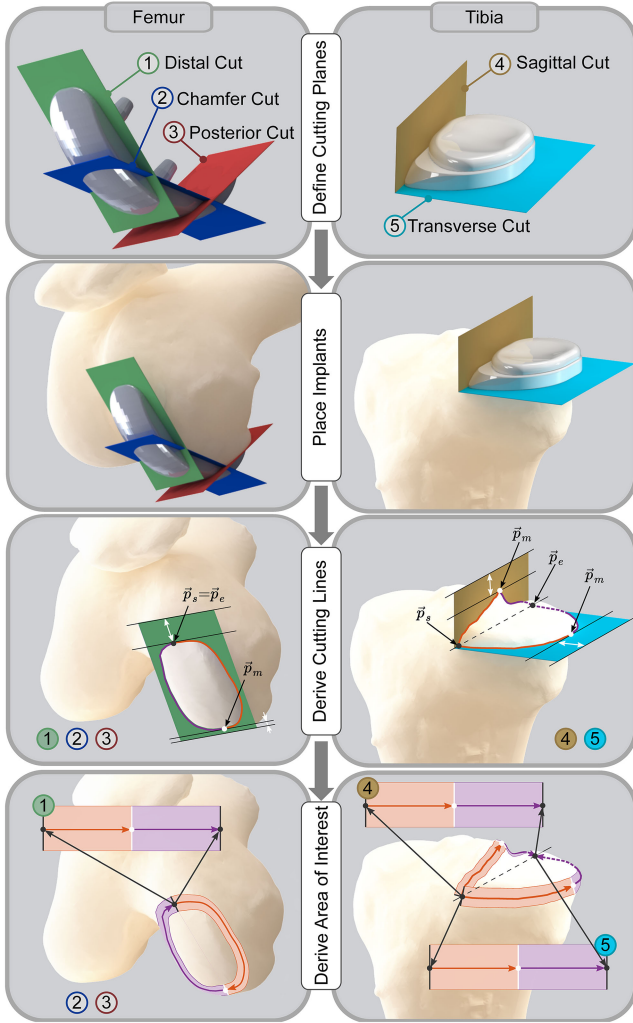 Femur
Tibia
1 Distal Cut
2 Chamfer Cut
3 Posterior Cut
4 Sagittal Cut
5 Transverse Cut
Define Cutting Planes
Place Implants
p⃗ₛ=p⃗ₑ
p⃗ₘ
1 2 3
p⃗ₘ
p⃗ₑ
p⃗ₘ
p⃗ₛ
4 5
Derive Cutting Lines
1
2 3
4
5
Derive Area of Interest